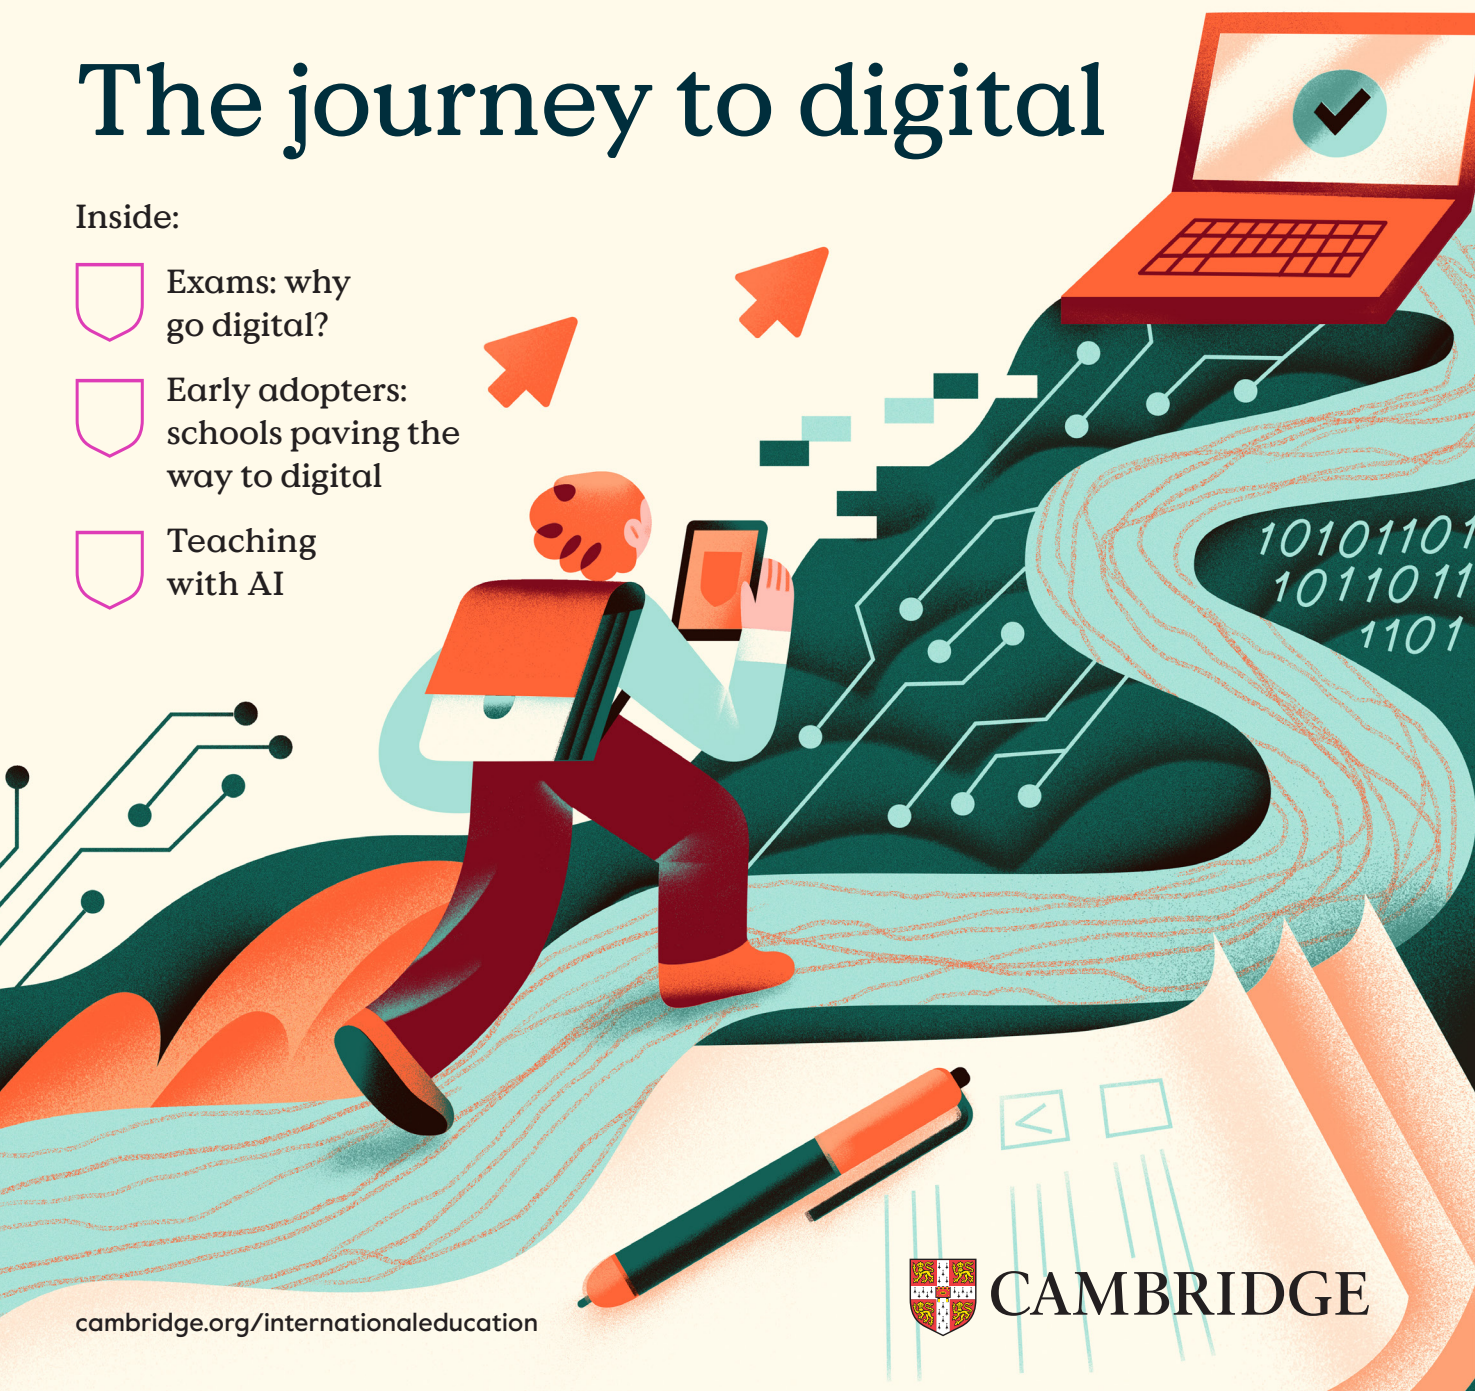 The journey to digital
Inside:
Exams: why
go digital?
Early adopters:
schools paving the
way to digital
Teaching
with AI
10101101
1011011
1101
cambridge.org/internationaleducation
CAMBRIDGE